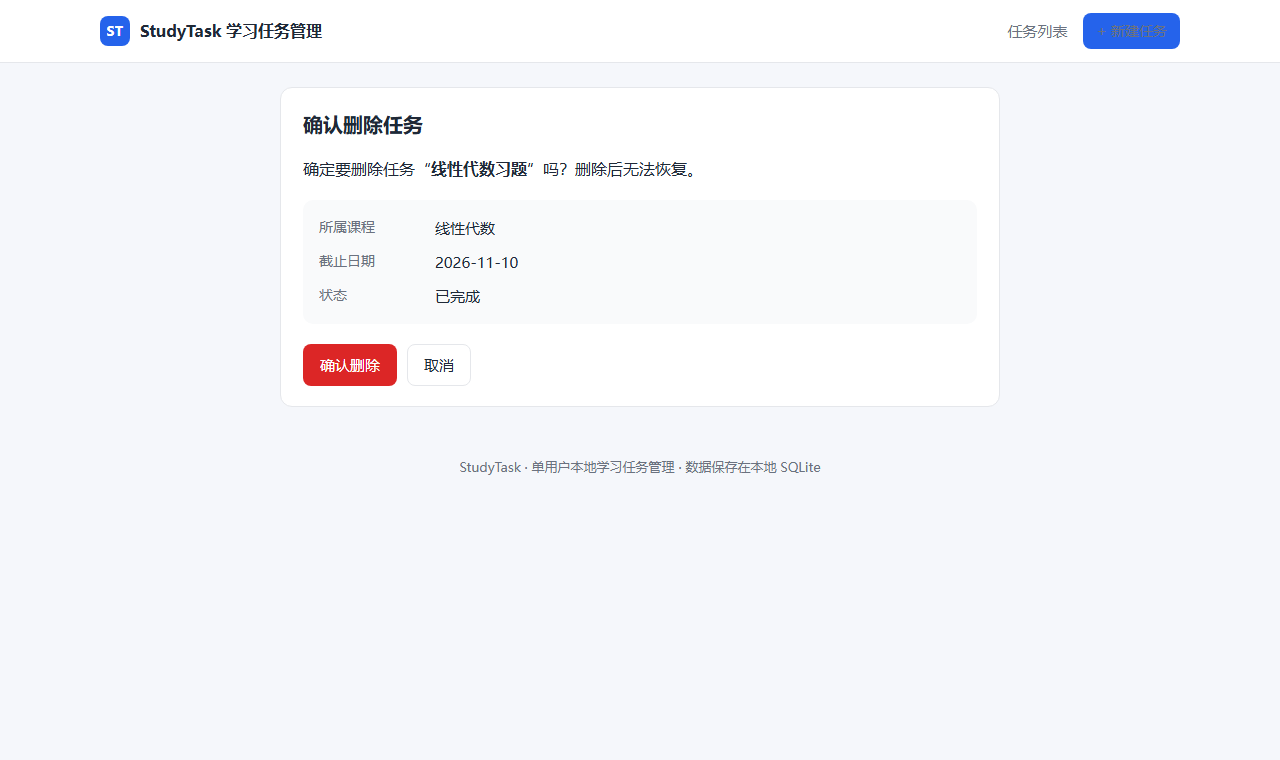 ST StudyTask 学习任务管理 任务列表 + 新建任务
确认删除任务
确定要删除任务“线性代数习题”吗？删除后无法恢复。
所属课程 线性代数
截止日期 2026-11-10
状态 已完成
确认删除 取消
StudyTask · 单用户本地学习任务管理 · 数据保存在本地 SQLite